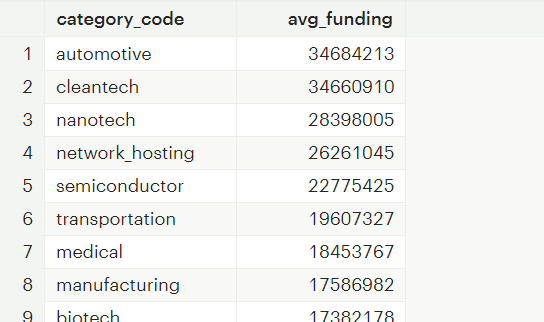 category_code avg_funding
1 automotive 34684213
2 cleantech 34660910
3 nanotech 28398005
4 network_hosting 26261045
5 semiconductor 22775425
6 transportation 19607327
7 medical 18453767
8 manufacturing 17586982
9 biotech 17382178